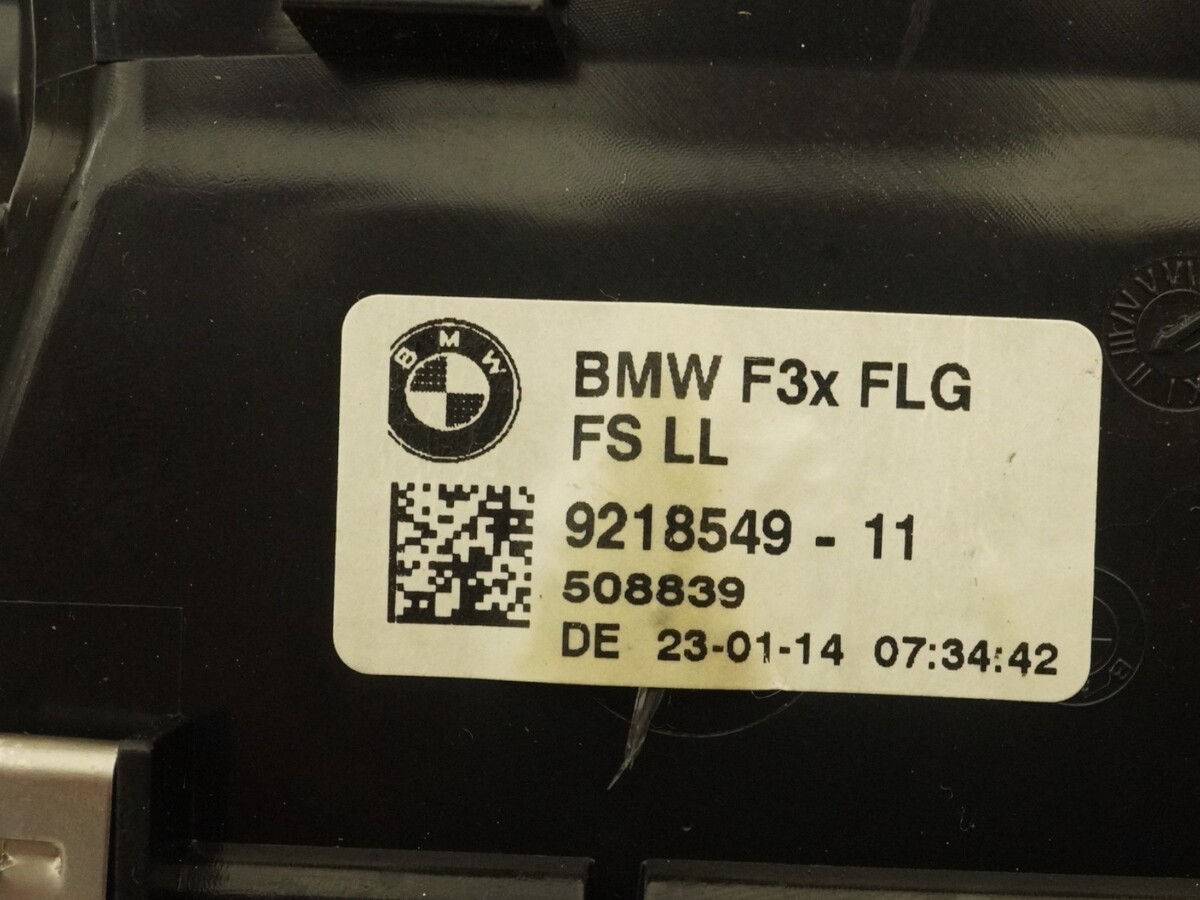 BMW
BMW F3x FLG
FS LL
9218549 - 11
508839
DE 23-01-14 07:34:42